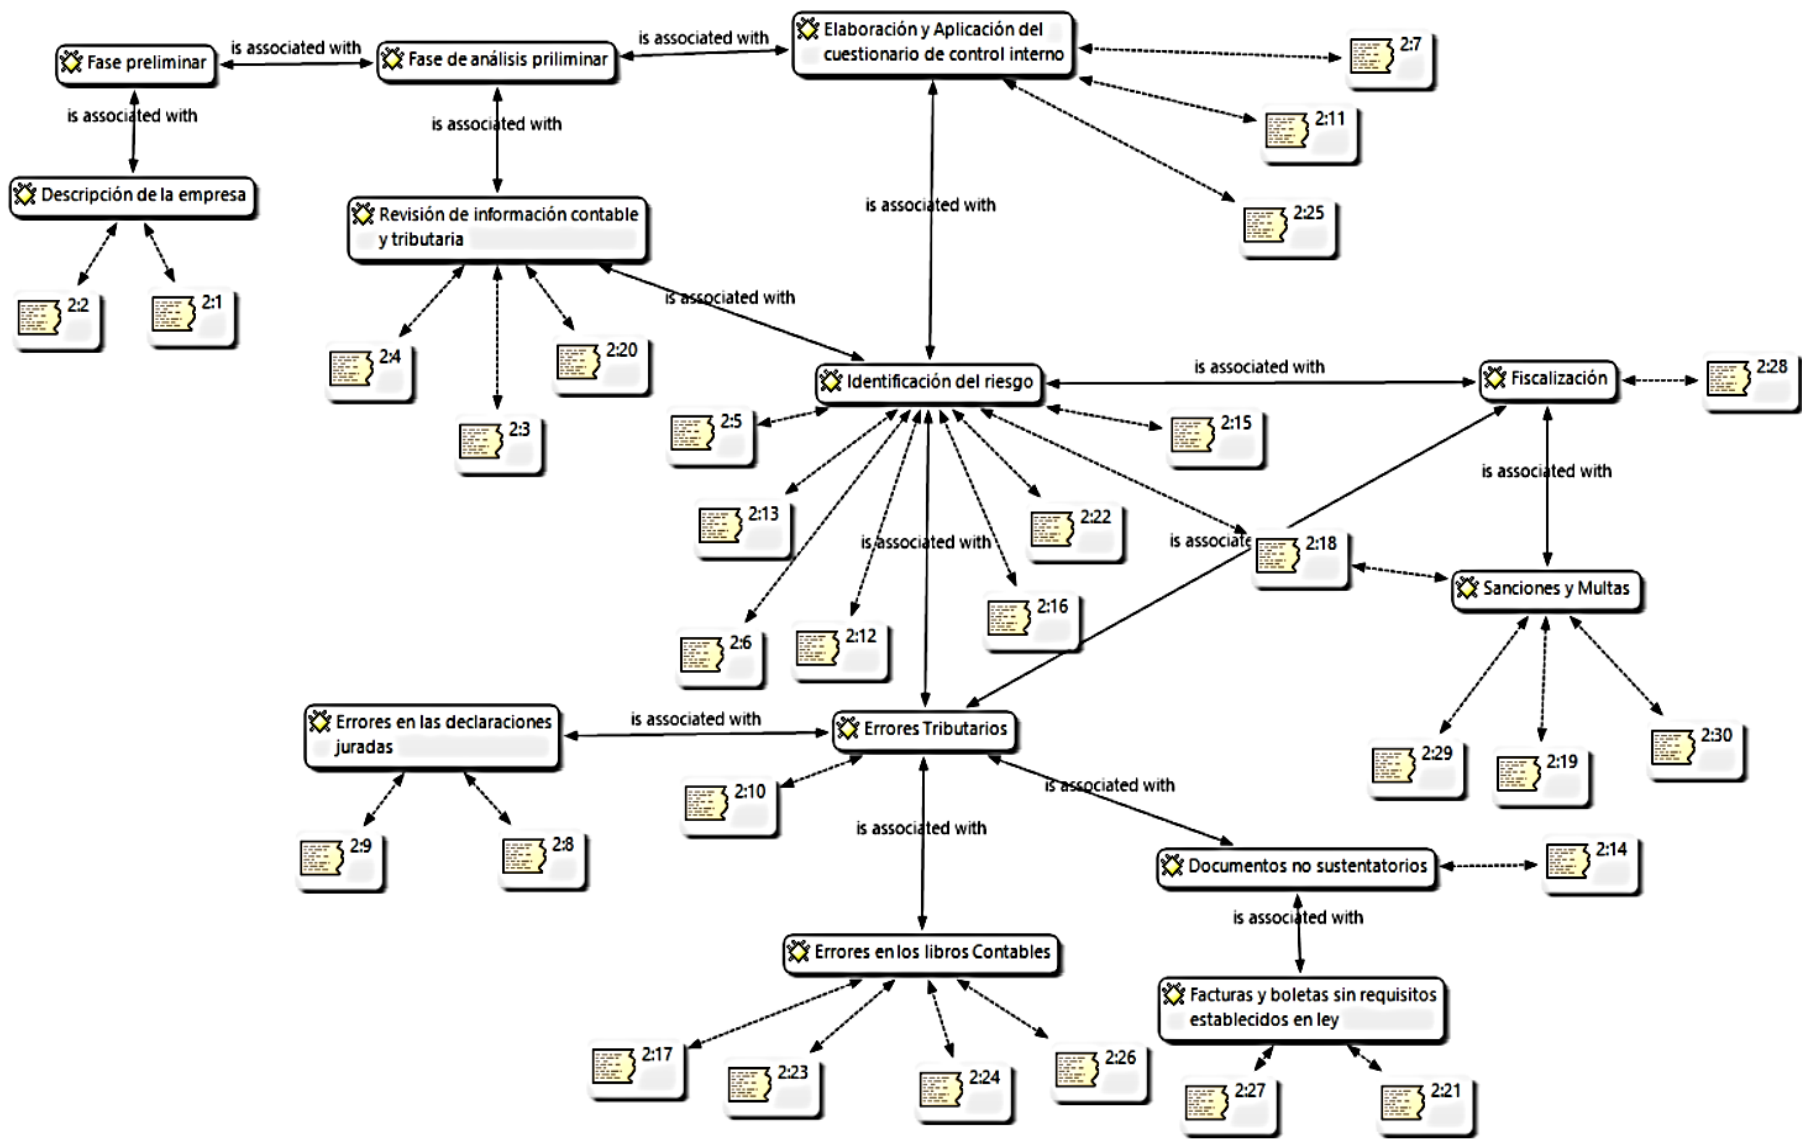 Elaboración y Aplicación del
cuestionario de control interno
is associated with
is associated with
Fase preliminar
Fase de análisis priliminar
2:7
is associated with
is associated with
2:11
Descripción de la empresa
Revisión de información contable
y tributaria
is associated with
2:25
2:2
2:1
is associated with
2:4
2:20
2:3
Identificación del riesgo
is associated with
Fiscalización
2:28
2:5
2:15
is associated with
2:13
2:22
is associated with
is associate
2:18
Sanciones y Multas
2:6
2:12
2:16
Errores en las declaraciones
juradas
is associated with
Errores Tributarios
2:29
2:19
2:30
2:10
is associated with
is associated with
2:9
2:8
Documentos no sustentatorios
2:14
is associated with
Errores en los libros Contables
Facturas y boletas sin requisitos
establecidos en ley
2:17
2:23
2:24
2:26
2:27
2:21